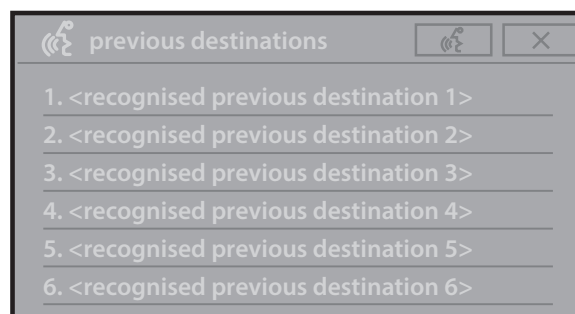 previous destinations
1. <recognised previous destination 1>
2. <recognised previous destination 2>
3. <recognised previous destination 3>
4. <recognised previous destination 4>
5. <recognised previous destination 5>
6. <recognised previous destination 6>